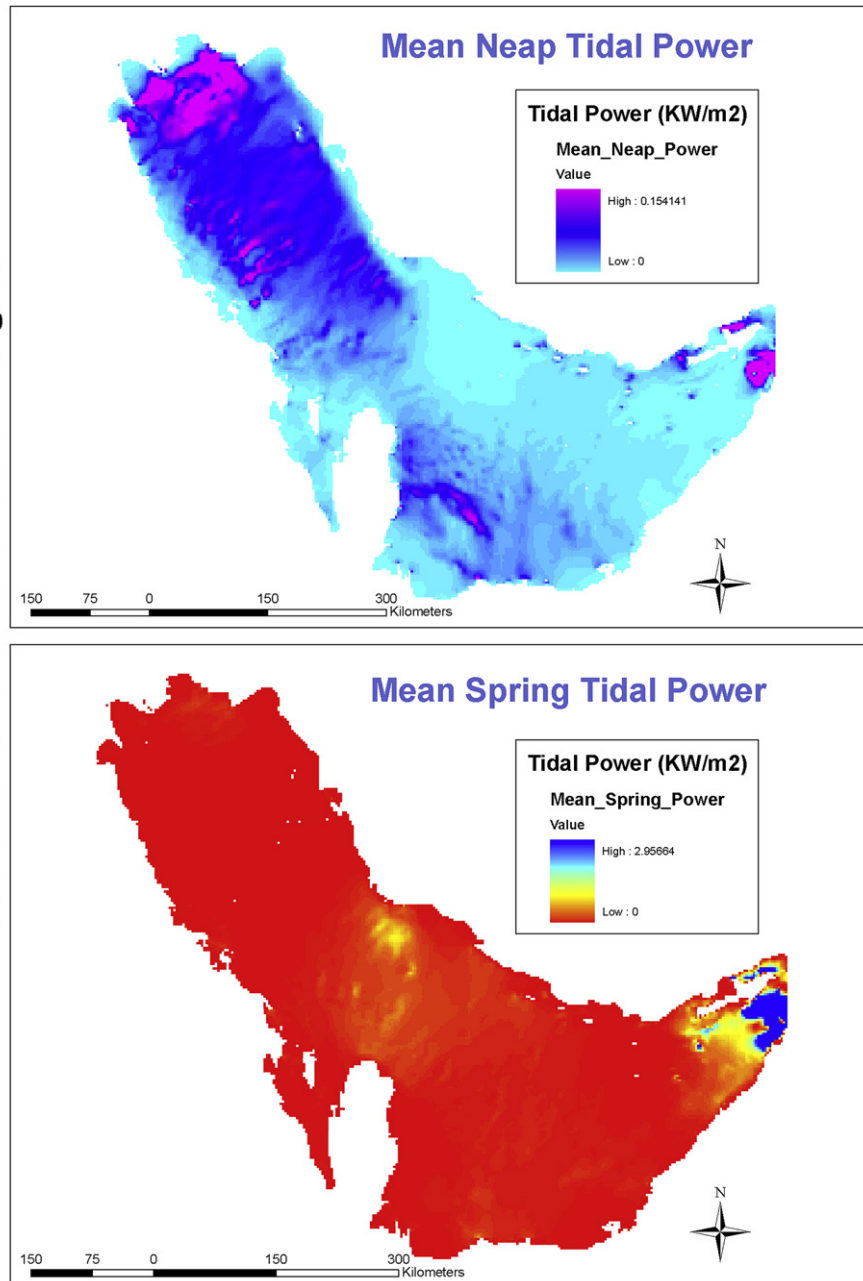 Mean Neap Tidal Power
Tidal Power (KW/m2)
Mean_Neap_Power
Value
High : 0.154141
Low : 0
N
150 75 0 150 300
Kilometers
Mean Spring Tidal Power
Tidal Power (KW/m2)
Mean_Spring_Power
Value
High : 2.95664
Low : 0
N
150 75 0 150 300
Kilometers